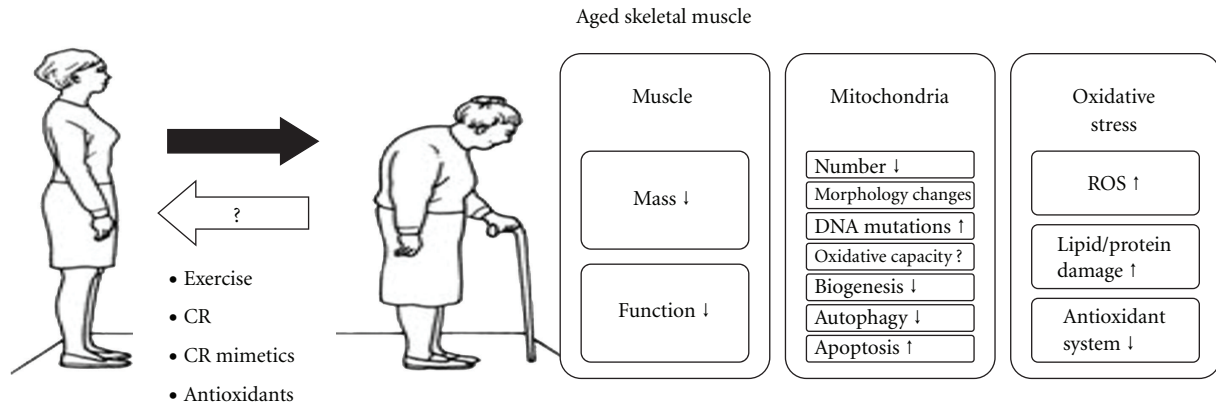 Aged skeletal muscle
?
• Exercise
• CR
• CR mimetics
• Antioxidants
Muscle
Mass ↓
Function ↓
Mitochondria
Number ↓
Morphology changes
DNA mutations ↑
Oxidative capacity ?
Biogenesis ↓
Autophagy ↓
Apoptosis ↑
Oxidative
stress
ROS ↑
Lipid/protein
damage ↑
Antioxidant
system ↓